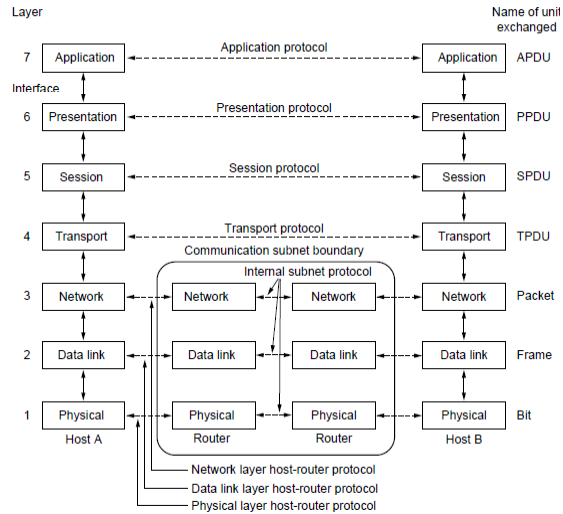 Layer
Name of unit
exchanged
Application protocol
7 Application Application APDU
Interface
Presentation protocol
6 Presentation Presentation PPDU
Session protocol
5 Session Session SPDU
Transport protocol
4 Transport Transport TPDU
Communication subnet boundary
Internal subnet protocol
3 Network Network Network Network Packet
2 Data link Data link Data link Data link Frame
1 Physical Physical Physical Physical Bit
Host A Router Router Host B
Network layer host-router protocol
Data link layer host-router protocol
Physical layer host-router protocol